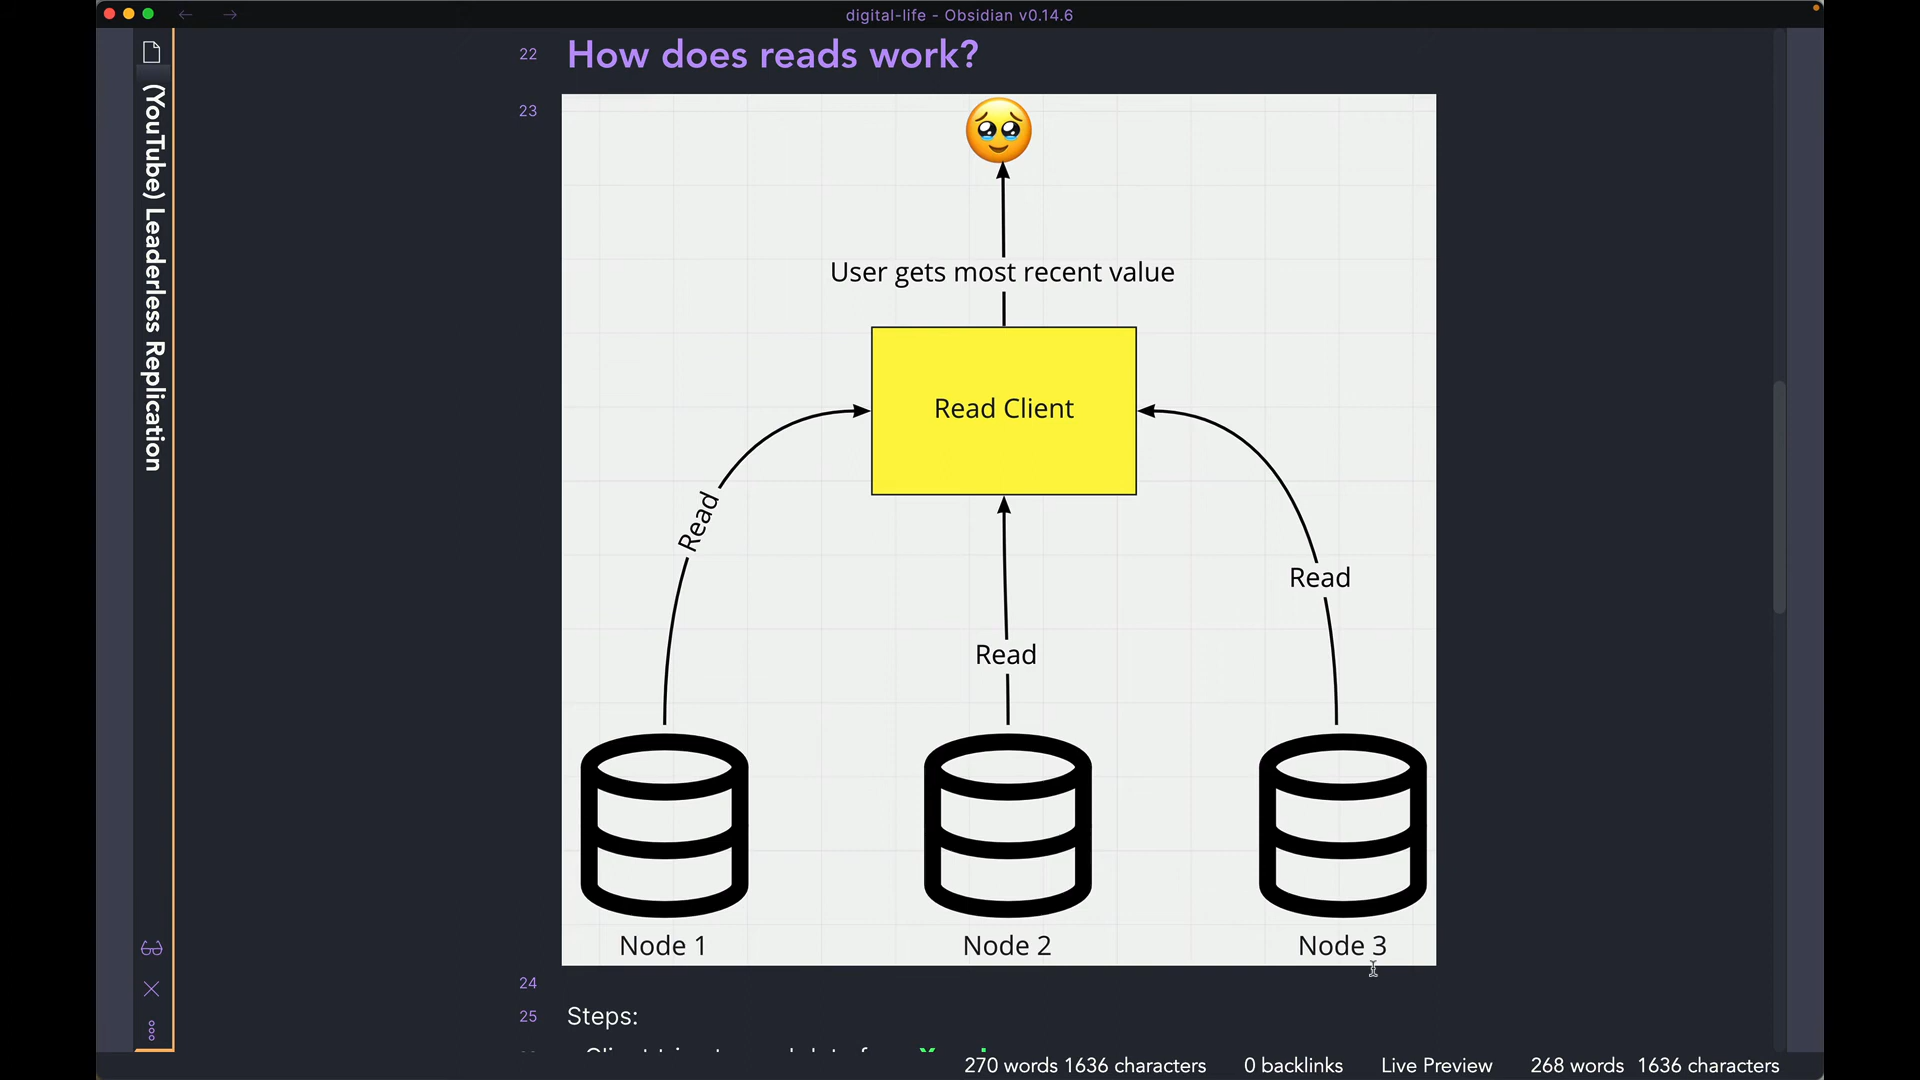 digital-life - Obsidian v0.14.6
(YouTube) Leaderless Replication
22 How does reads work?
23
User gets most recent value
Read Client
Read
Read
Read
Node 1
Node 2
Node 3
24
25 Steps:
270 words 1636 characters
0 backlinks
Live Preview
268 words 1636 characters